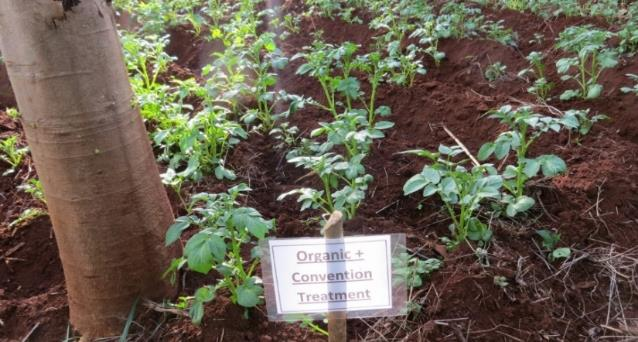 Organic +
Convention
Treatment